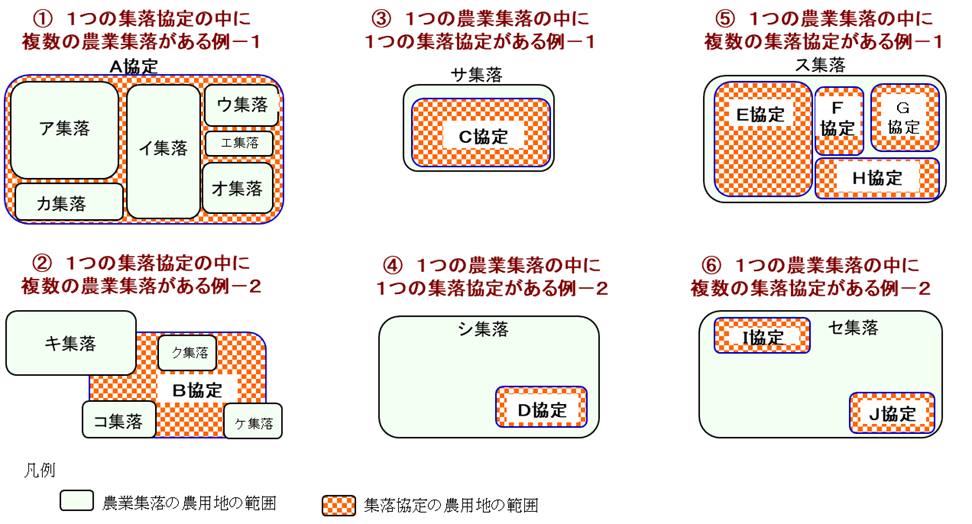 ① １つの集落協定の中に
複数の農業集落がある例－1
A協定
ア集落
イ集落
ウ集落
エ集落
オ集落
カ集落
③ １つの農業集落の中に
１つの集落協定がある例－1
サ集落
C協定
⑤ １つの農業集落の中に
複数の集落協定がある例－1
ス集落
E協定
F
協定
G
協定
H協定
② １つの集落協定の中に
複数の農業集落がある例－2
キ集落
ク集落
B協定
コ集落
ケ集落
④ １つの農業集落の中に
１つの集落協定がある例－2
シ集落
D協定
⑥ １つの農業集落の中に
複数の集落協定がある例－2
セ集落
I協定
J協定
凡例
農業集落の農用地の範囲
集落協定の農用地の範囲